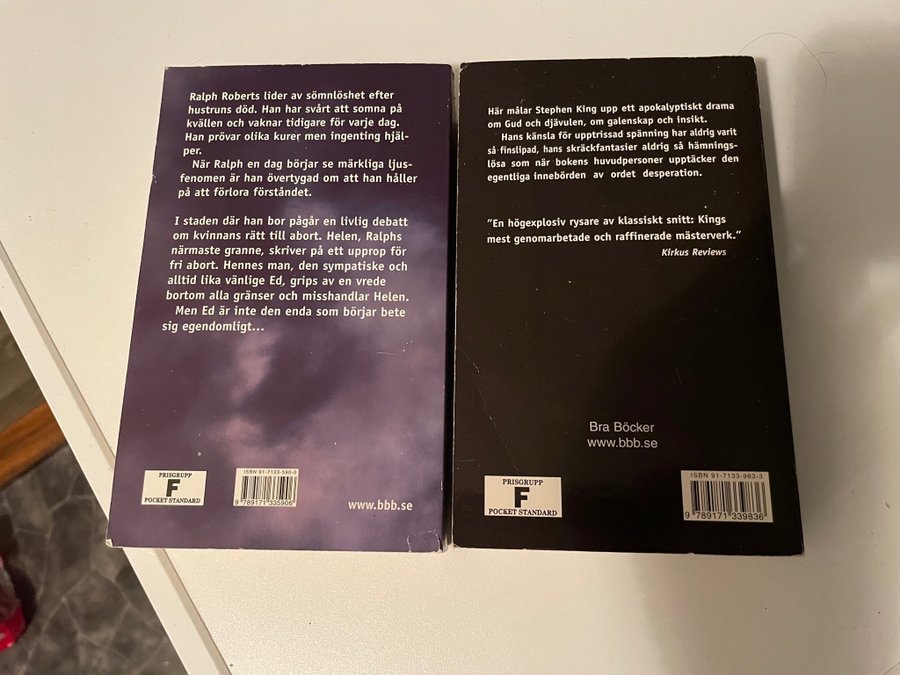 Ralph Roberts lider av sömnlöshet efter
hustruns död. Han har svårt att somna på
kvällen och vaknar tidigare för varje dag.
Han prövar olika kurer men ingenting hjäl-
per.
När Ralph en dag börjar se märkliga ljus-
fenomen är han övertygad om att han håller
på att förlora förståndet.
I staden där han bor pågår en livlig debatt
om kvinnans rätt till abort. Helen, Ralphs
närmaste granne, skriver på ett upprop för
fri abort. Hennes man, den sympatiske och
alltid lika vänlige Ed, grips av en vrede
bortom alla gränser och misshandlar Helen.
Men Ed är inte den enda som börjar bete
sig egendomligt...
PRISGRUPP
F
POCKET STANDARD
ISBN 91-7133-590-0
9 789171 335906
www.bbb.se
Här målar Stephen King upp ett apokalyptiskt drama
om Gud och djävulen, om galenskap och insikt.
Hans känsla för upptrissad spänning har aldrig varit
så finslipad, hans skräckfantasier aldrig så hämnings-
lösa som när bokens huvudpersoner upptäcker den
egentliga innebörden av ordet desperation.
"En högexplosiv rysare av klassiskt snitt: Kings
mest genomarbetade och raffinerade mästerverk."
Kirkus Reviews
Bra Böcker
www.bbb.se
PRISGRUPP
F
POCKET STANDARD
ISBN 91-7133-983-3
9 789171 339836